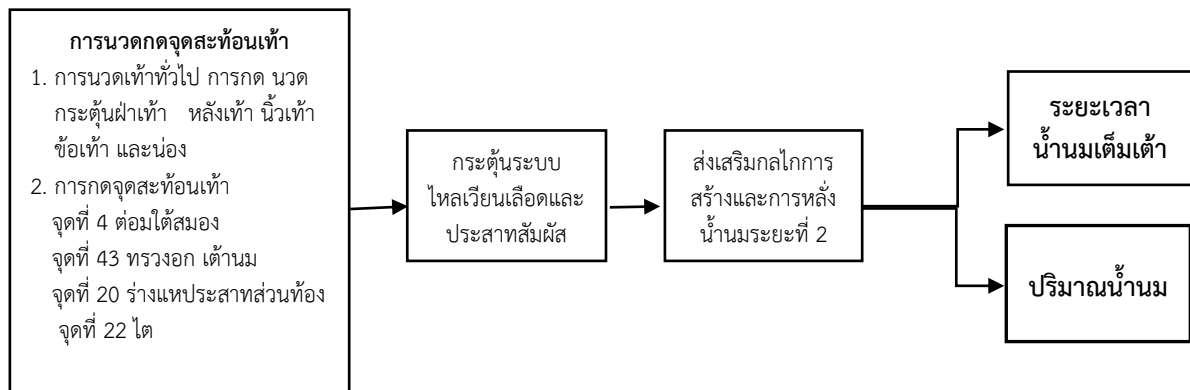 การนวดกดจุดสะท้อนเท้า
1. การนวดเท้าทั่วไป การกด นวด
กระตุ้นฝ่าเท้า หลังเท้า นิ้วเท้า
ข้อเท้า และน่อง
2. การกดจุดสะท้อนเท้า
จุดที่ 4 ต่อมใต้สมอง
จุดที่ 43 ทรวงอก เต้านม
จุดที่ 20 ร่างแหประสาทส่วนท้อง
จุดที่ 22 ไต
กระตุ้นระบบ
ไหลเวียนเลือดและ
ประสาทสัมผัส
ส่งเสริมกลไกการ
สร้างและการหลั่ง
น้ำนมระยะที่ 2
ระยะเวลา
น้ำนมเต็มเต้า
ปริมาณน้ำนม